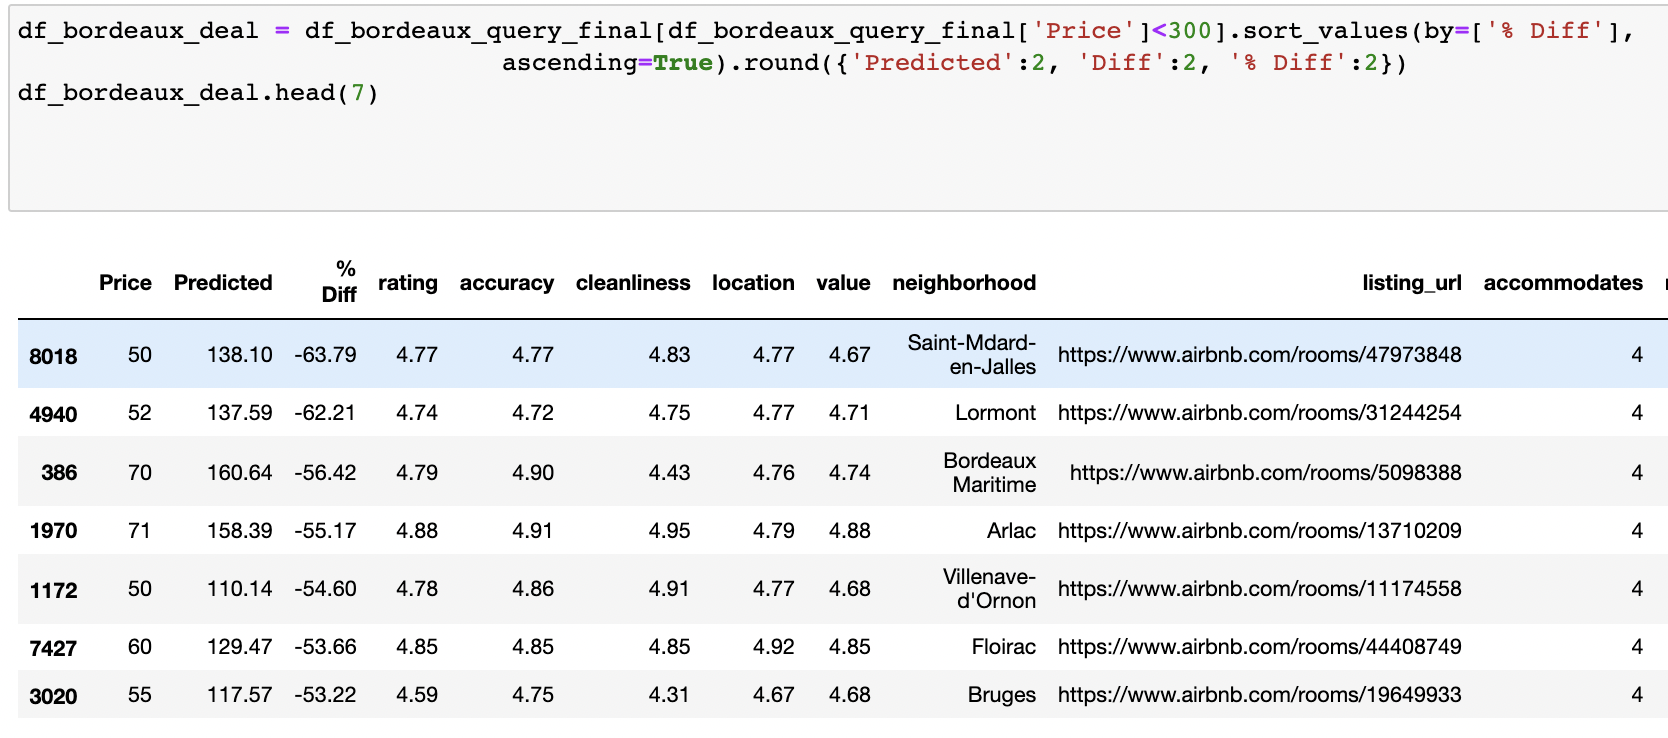 df_bordeaux_deal = df_bordeaux_query_final[df_bordeaux_query_final['Price']<300].sort_values(by=['% Diff'],
ascending=True).round({'Predicted':2, 'Diff':2, '% Diff':2})
df_bordeaux_deal.head(7)
Price Predicted % Diff rating accuracy cleanliness location value neighborhood listing_url accommodates
8018 50 138.10 -63.79 4.77 4.77 4.83 4.77 4.67 Saint-Mdard-en-Jalles https://www.airbnb.com/rooms/47973848 4
4940 52 137.59 -62.21 4.74 4.72 4.75 4.77 4.71 Lormont https://www.airbnb.com/rooms/31244254 4
386 70 160.64 -56.42 4.79 4.90 4.43 4.76 4.74 Bordeaux Maritime https://www.airbnb.com/rooms/5098388 4
1970 71 158.39 -55.17 4.88 4.91 4.95 4.79 4.88 Arlac https://www.airbnb.com/rooms/13710209 4
1172 50 110.14 -54.60 4.78 4.86 4.91 4.77 4.68 Villenave-d'Ornon https://www.airbnb.com/rooms/11174558 4
7427 60 129.47 -53.66 4.85 4.85 4.85 4.92 4.85 Floirac https://www.airbnb.com/rooms/44408749 4
3020 55 117.57 -53.22 4.59 4.75 4.31 4.67 4.68 Bruges https://www.airbnb.com/rooms/19649933 4